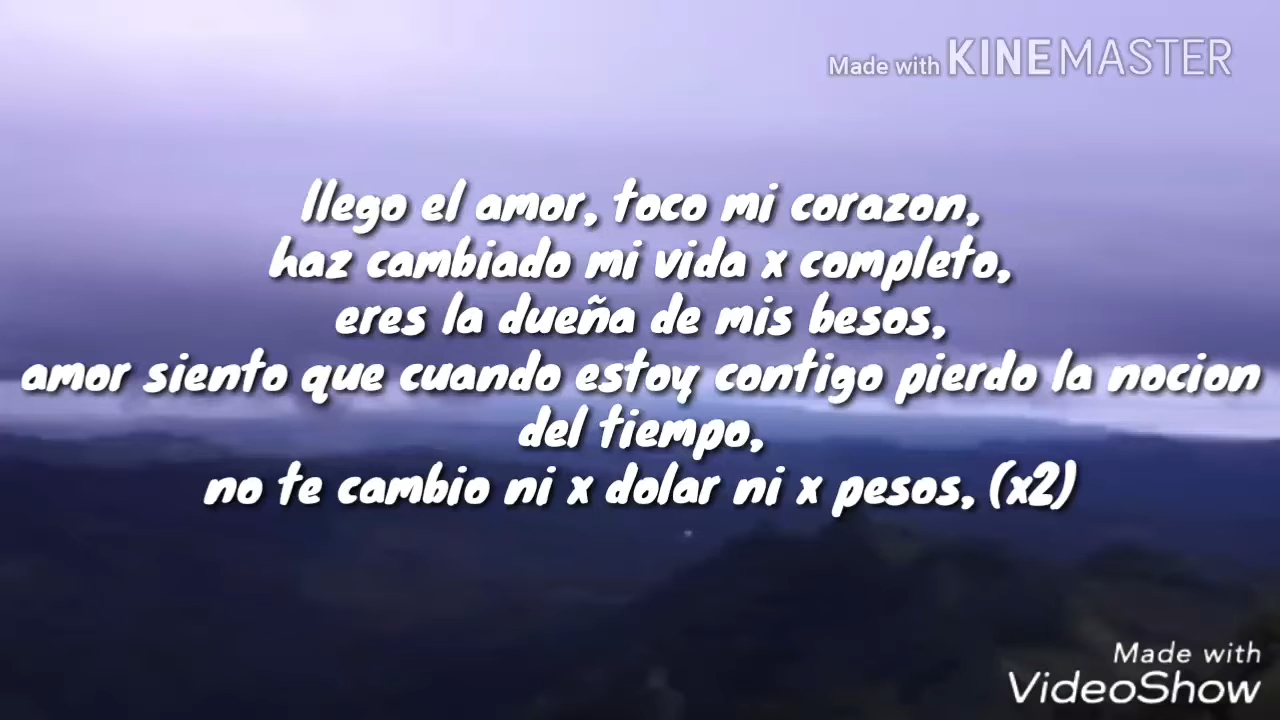 Made with KINEMASTER
llego el amor, toco mi corazon,
haz cambiado mi vida x completo,
eres la dueña de mis besos,
amor siento que cuando estoy contigo pierdo la nocion
del tiempo,
no te cambio ni x dolar ni x pesos, (x2)
Made with
VideoShow